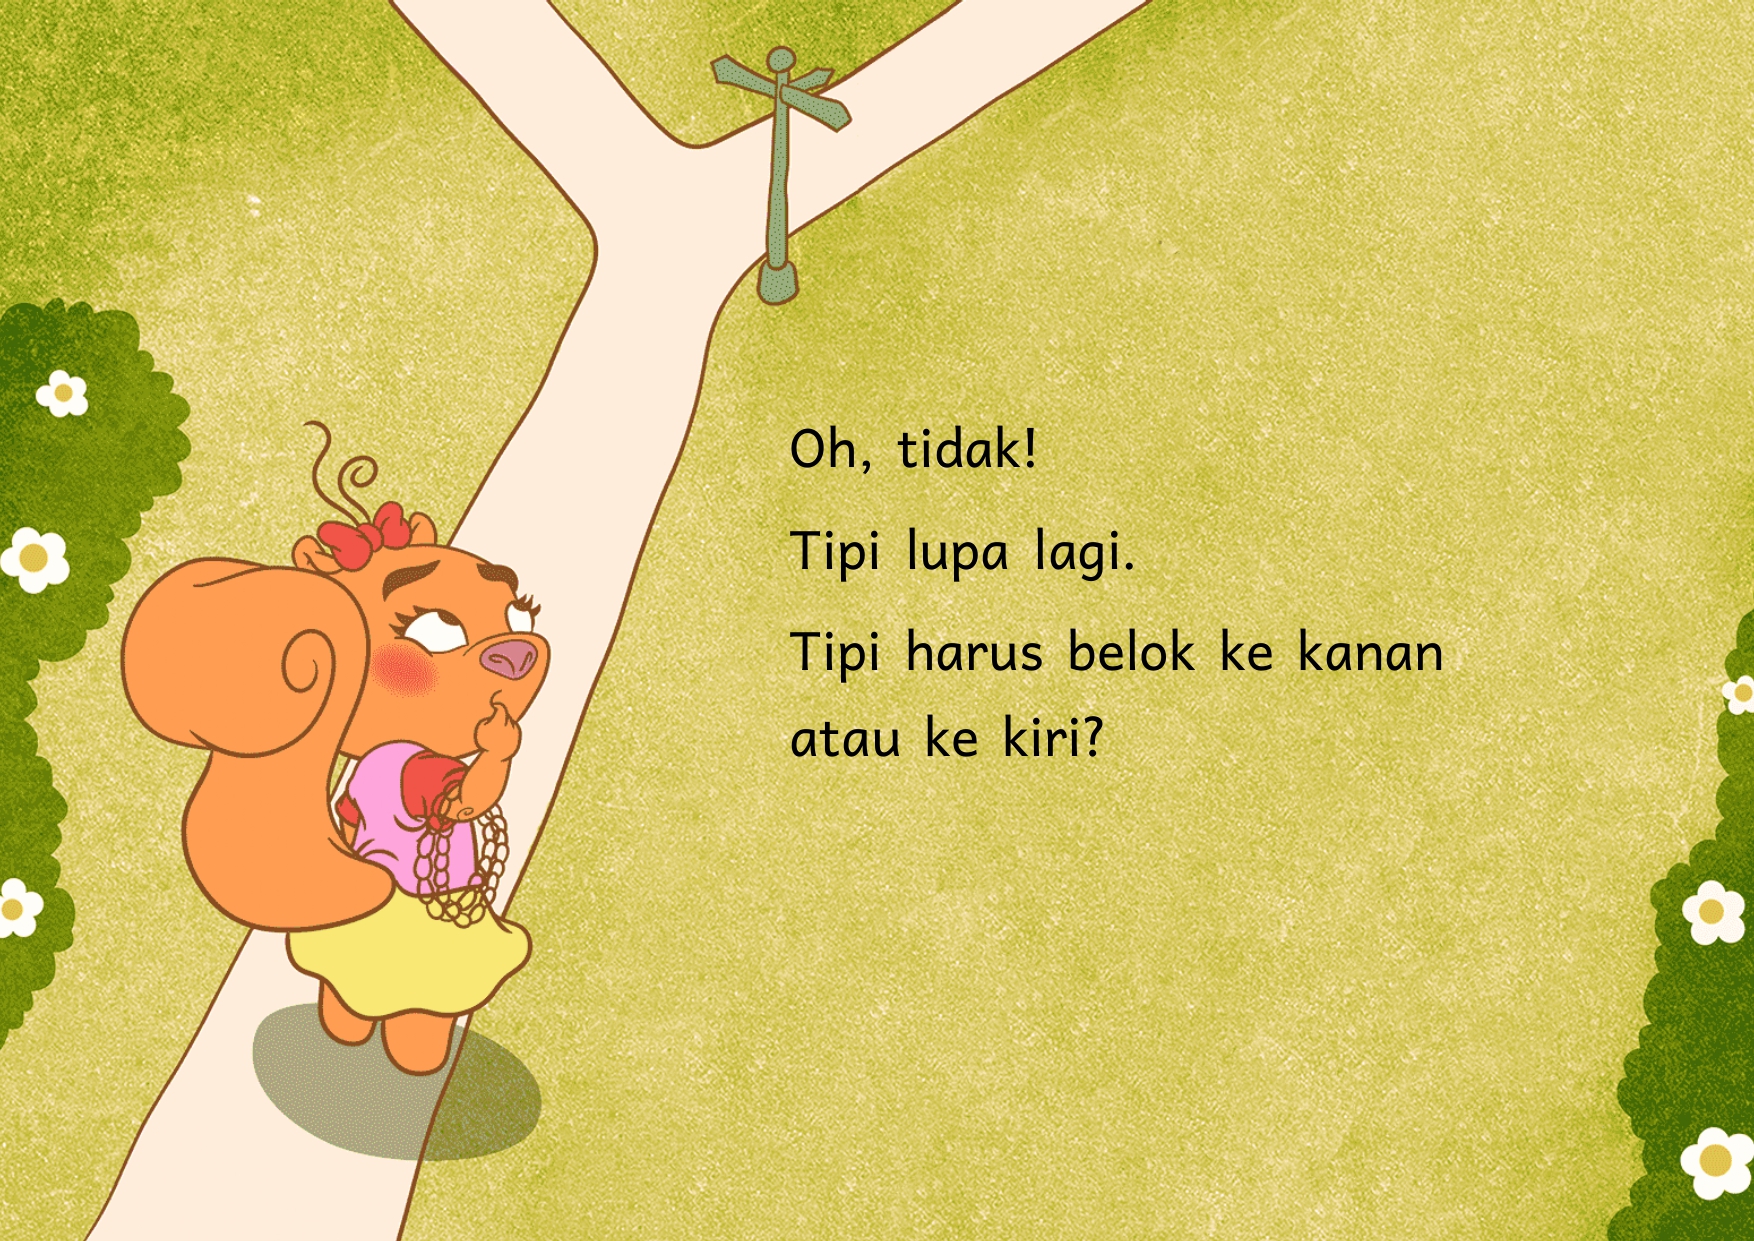 Oh, tidak!
Tipi lupa lagi.
Tipi harus belok ke kanan
atau ke kiri?